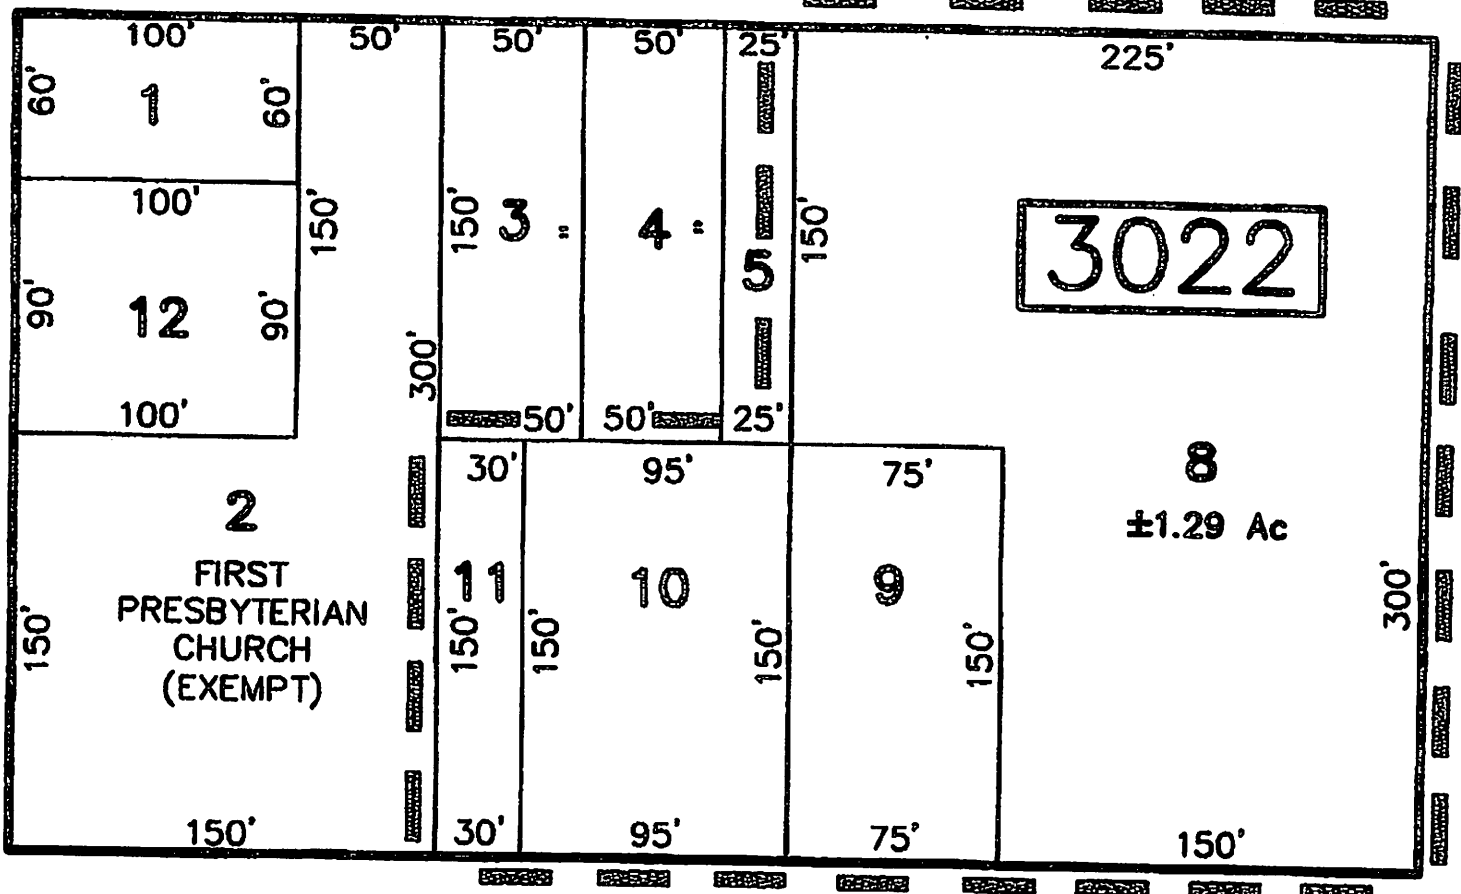 100' 50' 50' 50' 25' 225'
60' 1 60'
100'
150' 150' 3 " 4 " 5 150' 3022
90' 12 90'
300'
100' 50' 50' 25'
30' 95' 75' 8
±1.29 Ac
2
FIRST
PRESBYTERIAN
CHURCH
(EXEMPT)
11 10 9
150' 150' 150' 150' 150' 300'
150' 30' 95' 75' 150'